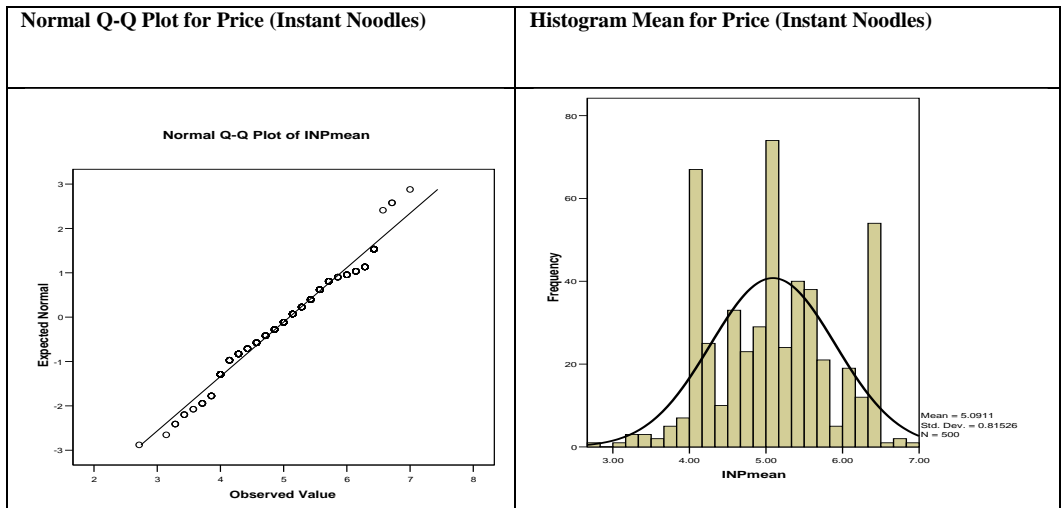 Normal Q-Q Plot for Price (Instant Noodles)
Histogram Mean for Price (Instant Noodles)
Normal Q-Q Plot of INPmean
Expected Normal
3
2
1
0
-1
-2
-3
2 3 4 5 6 7 8
Observed Value
Frequency
80
60
40
20
0
3.00 4.00 5.00 6.00 7.00
INPmean
Mean = 5.0911
Std. Dev. = 0.81526
N = 500